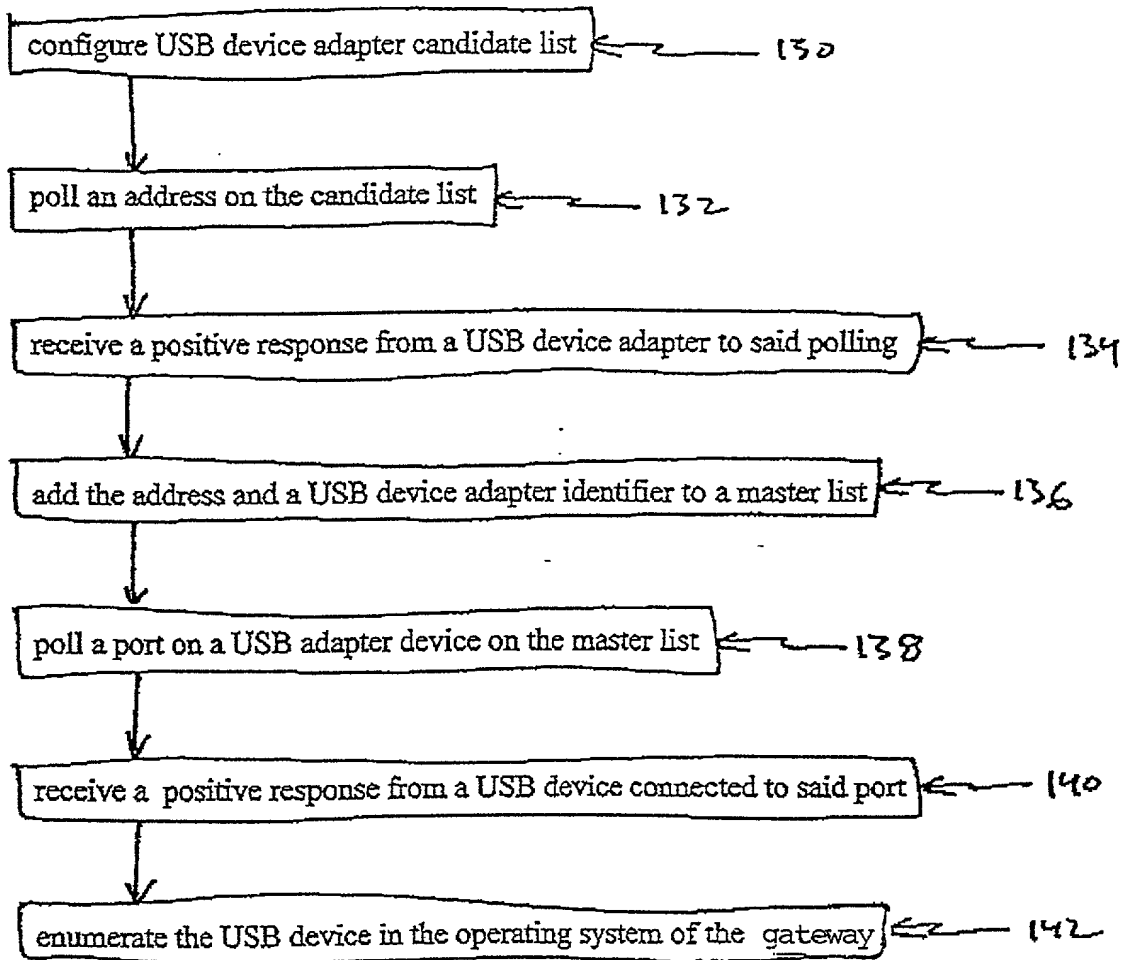 configure USB device adapter candidate list 130
poll an address on the candidate list 132
receive a positive response from a USB device adapter to said polling 134
add the address and a USB device adapter identifier to a master list 136
poll a port on a USB adapter device on the master list 138
receive a positive response from a USB device connected to said port 140
enumerate the USB device in the operating system of the gateway 142